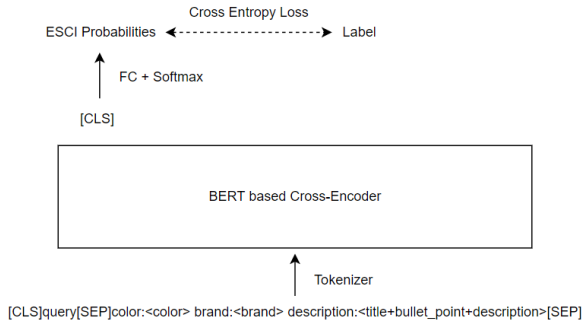 Cross Entropy Loss
ESCI Probabilities
Label
FC + Softmax
[CLS]
BERT based Cross-Encoder
Tokenizer
[CLS]query[SEP]color:<color> brand:<brand> description:<title+bullet_point+description>[SEP]